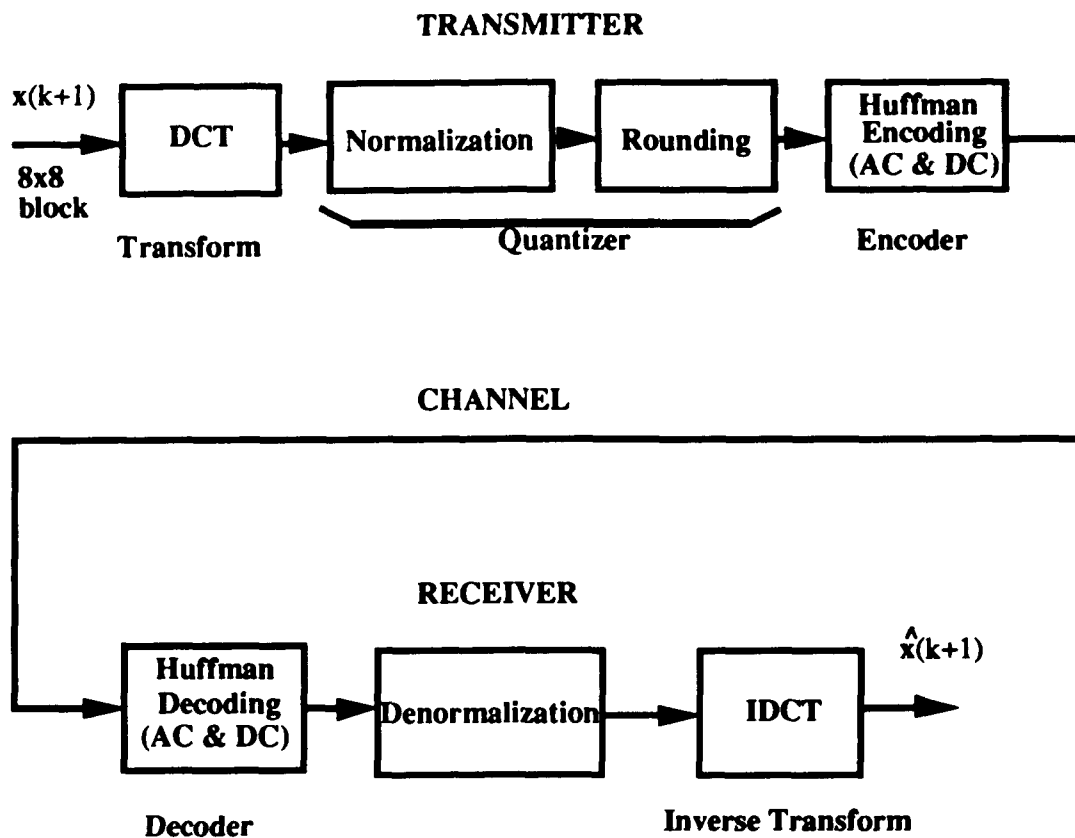 TRANSMITTER
x(k+1)
8x8
block
DCT
Normalization
Rounding
Huffman
Encoding
(AC & DC)
Transform
Quantizer
Encoder
CHANNEL
RECEIVER
Huffman
Decoding
(AC & DC)
Denormalization
IDCT
x̂(k+1)
Decoder
Inverse Transform